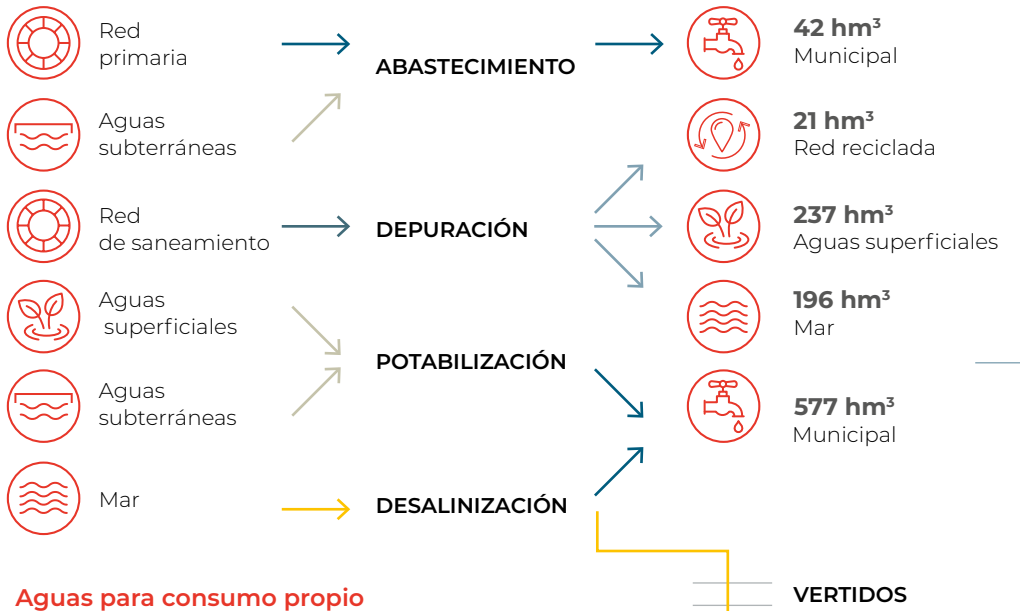 Red
primaria
ABASTECIMIENTO
42 hm³
Municipal
Aguas
subterráneas
21 hm³
Red reciclada
Red
de saneamiento
DEPURACIÓN
237 hm³
Aguas superficiales
Aguas
superficiales
196 hm³
Mar
POTABILIZACIÓN
Aguas
subterráneas
577 hm³
Municipal
Mar
DESALINIZACIÓN
Aguas para consumo propio
VERTIDOS